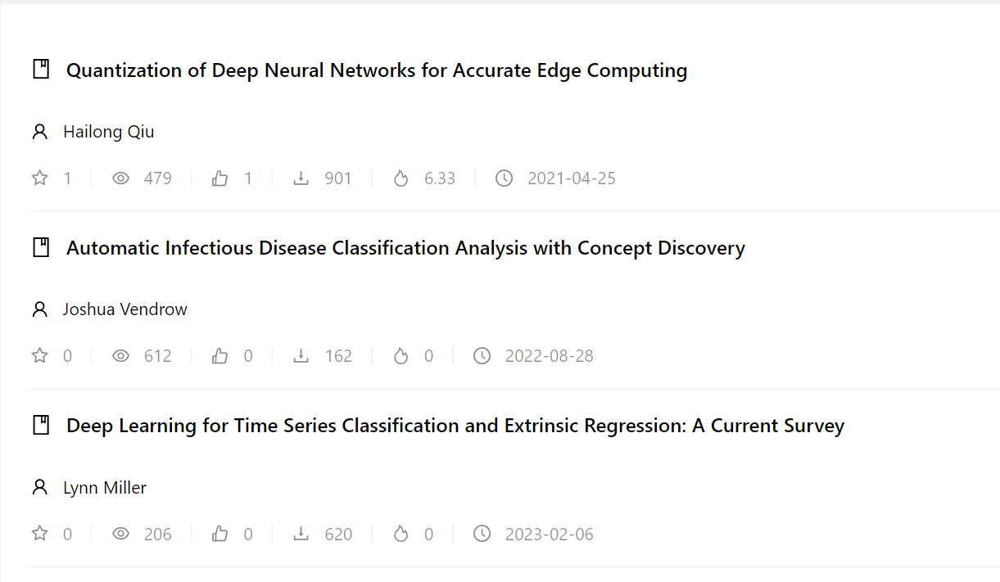 Quantization of Deep Neural Networks for Accurate Edge Computing
Hailong Qiu
1 479 1 901 6.33 2021-04-25
Automatic Infectious Disease Classification Analysis with Concept Discovery
Joshua Vendrow
0 612 0 162 0 2022-08-28
Deep Learning for Time Series Classification and Extrinsic Regression: A Current Survey
Lynn Miller
0 206 0 620 0 2023-02-06